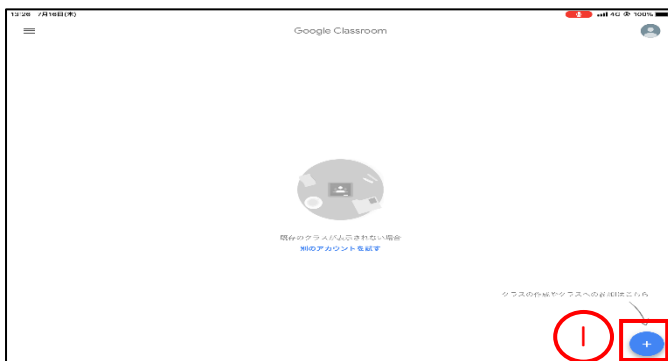 13:26 7月16日(木)
4G 100%
Google Classroom
既存のクラスが表示されない場合
別のアカウントを試す
クラスの作成やクラスへの参加はこちら
1
+